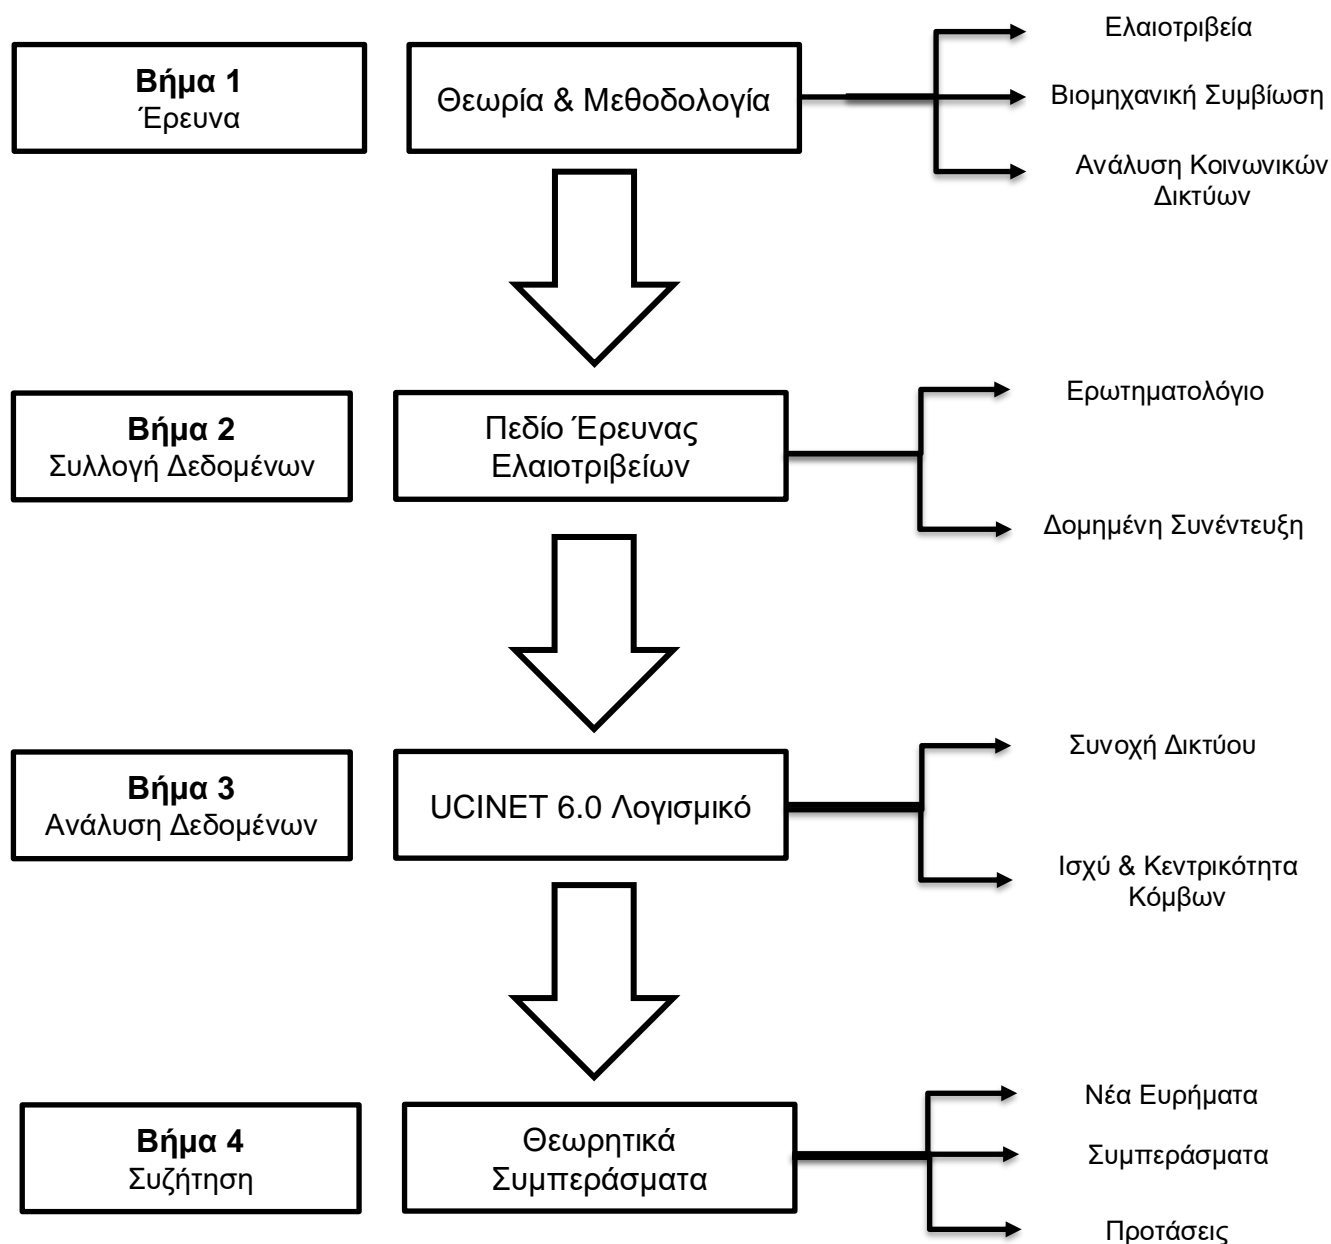 Βήμα 1
Έρευνα
Θεωρία & Μεθοδολογία
Ελαιοτριβεία
Βιομηχανική Συμβίωση
Ανάλυση Κοινωνικών
Δικτύων
Βήμα 2
Συλλογή Δεδομένων
Πεδίο Έρευνας
Ελαιοτριβείων
Ερωτηματολόγιο
Δομημένη Συνέντευξη
Βήμα 3
Ανάλυση Δεδομένων
UCINET 6.0 Λογισμικό
Συνοχή Δικτύου
Ισχύ & Κεντρικότητα
Κόμβων
Βήμα 4
Συζήτηση
Θεωρητικά
Συμπεράσματα
Νέα Ευρήματα
Συμπεράσματα
Προτάσεις